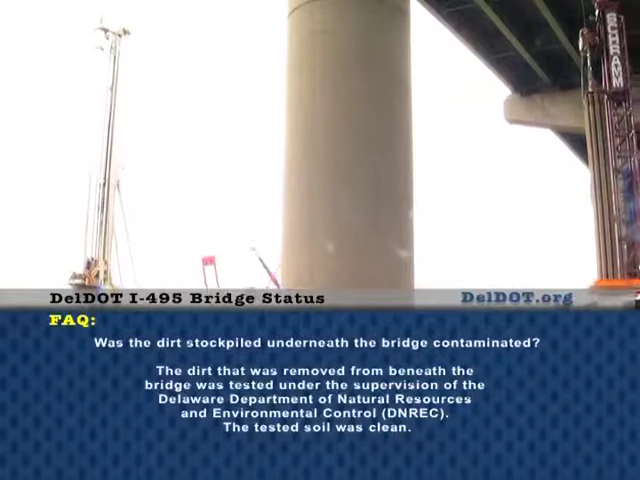 DelDOT I-495 Bridge Status
DelDOT.org
FAQ:
Was the dirt stockpiled underneath the bridge contaminated?
The dirt that was removed from beneath the
bridge was tested under the supervision of the
Delaware Department of Natural Resources
and Environmental Control (DNREC).
The tested soil was clean.